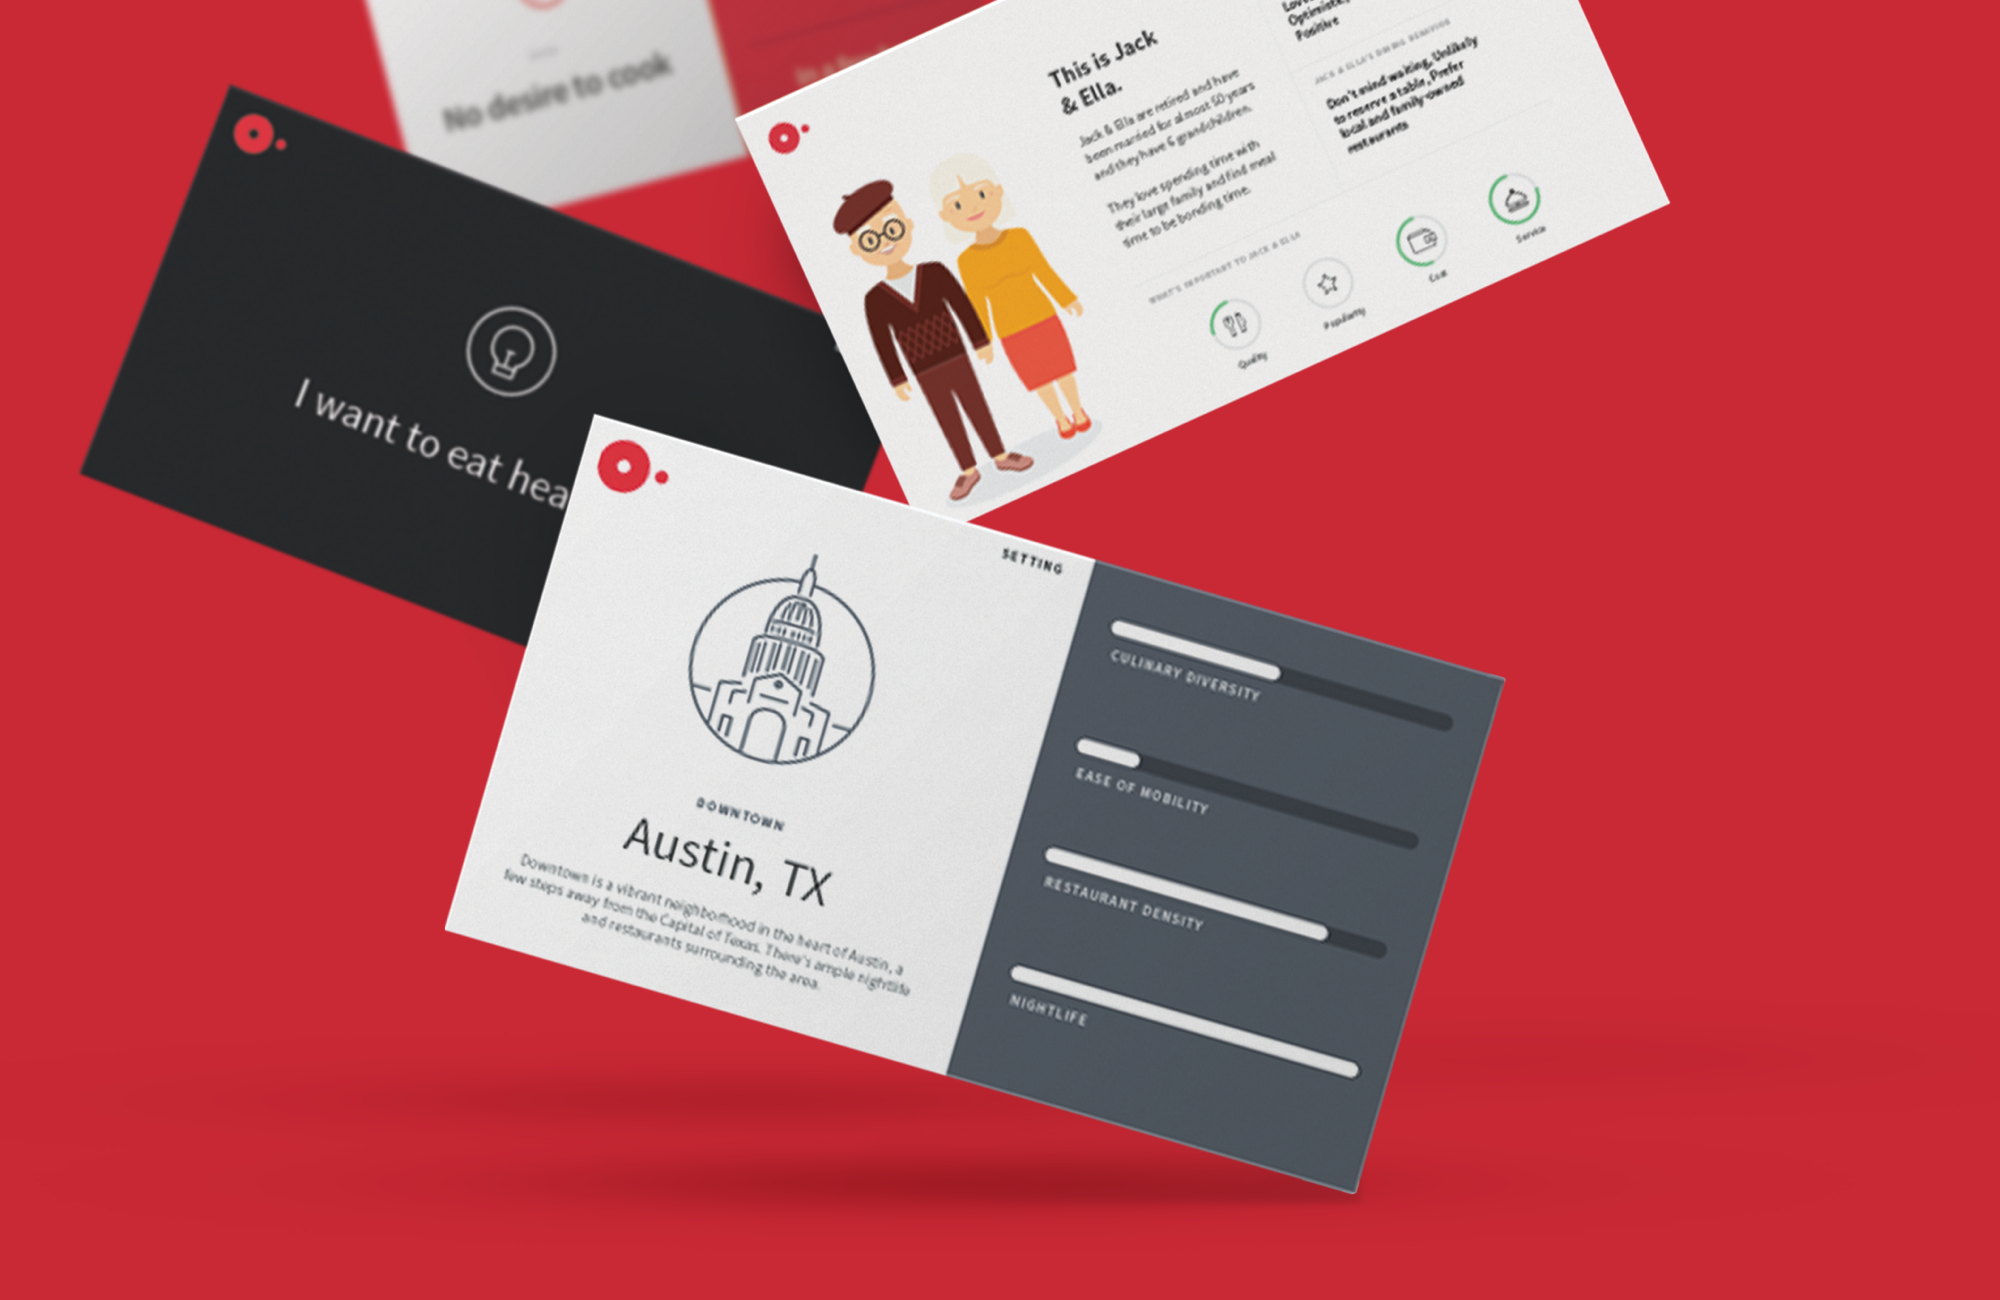 No desire to cook
I want to eat hea
This is Jack
& Ella.
Jack & Ella are retired and have
been married for almost 50 years
and they have 6 grandchildren.
They love spending time with
their large family and find meal
time to be bonding time.
WHAT'S IMPORTANT TO JACK & ELLA
Quality
Popularity
Cost
Service
Optimistic,
Positive
JACK & ELLA'S DINING BEHAVIOR
Don't mind waiting, Unlikely
to reserve a table, Prefer
local and family-owned
restaurants
SETTING
DOWNTOWN
Austin, TX
Downtown is a vibrant neighborhood in the heart of Austin, a
few steps away from the Capital of Texas. There's ample nightlife
and restaurants surrounding the area.
CULINARY DIVERSITY
EASE OF MOBILITY
RESTAURANT DENSITY
NIGHTLIFE